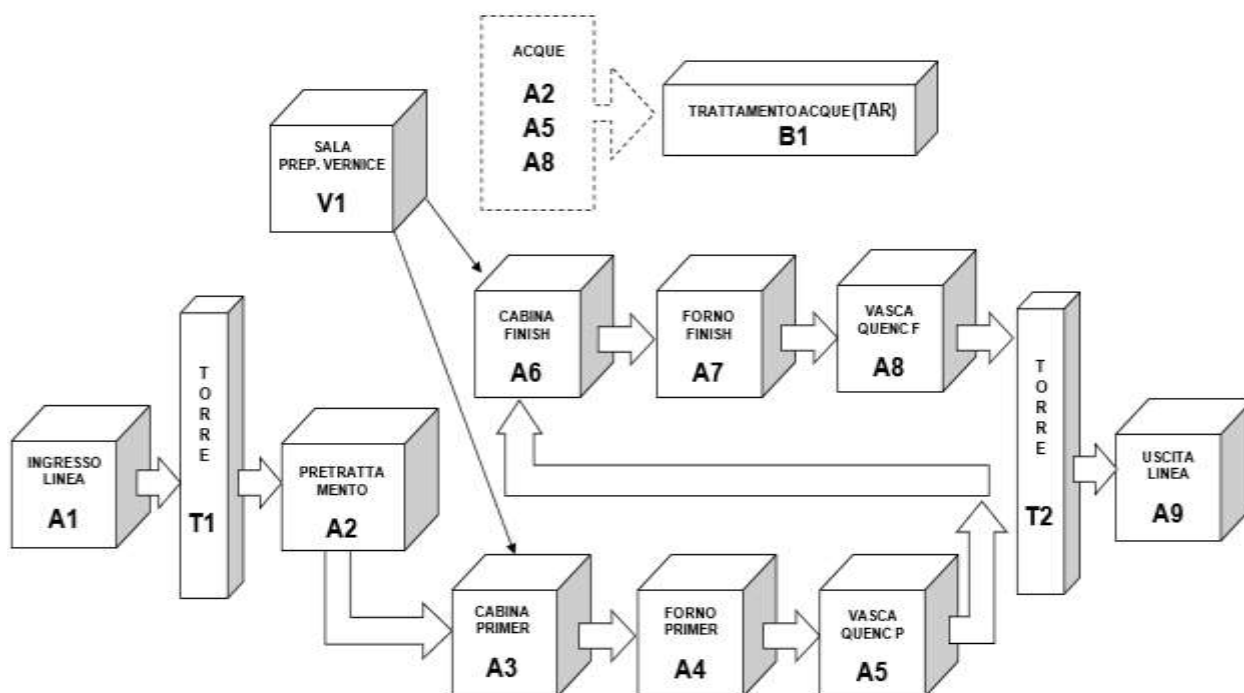 ACQUE
A2
A5
A8
TRATTAMENTO ACQUE (TAR)
B1
SALA
PREP. VERNICE
V1
CABINA
FINISH
A6
FORNO
FINISH
A7
VASCA
QUENC F
A8
INGRESSO
LINEA
A1
TORRE
T1
PRETRATTA
MENTO
A2
CABINA
PRIMER
A3
FORNO
PRIMER
A4
VASCA
QUENC P
A5
TORRE
T2
USCITA
LINEA
A9